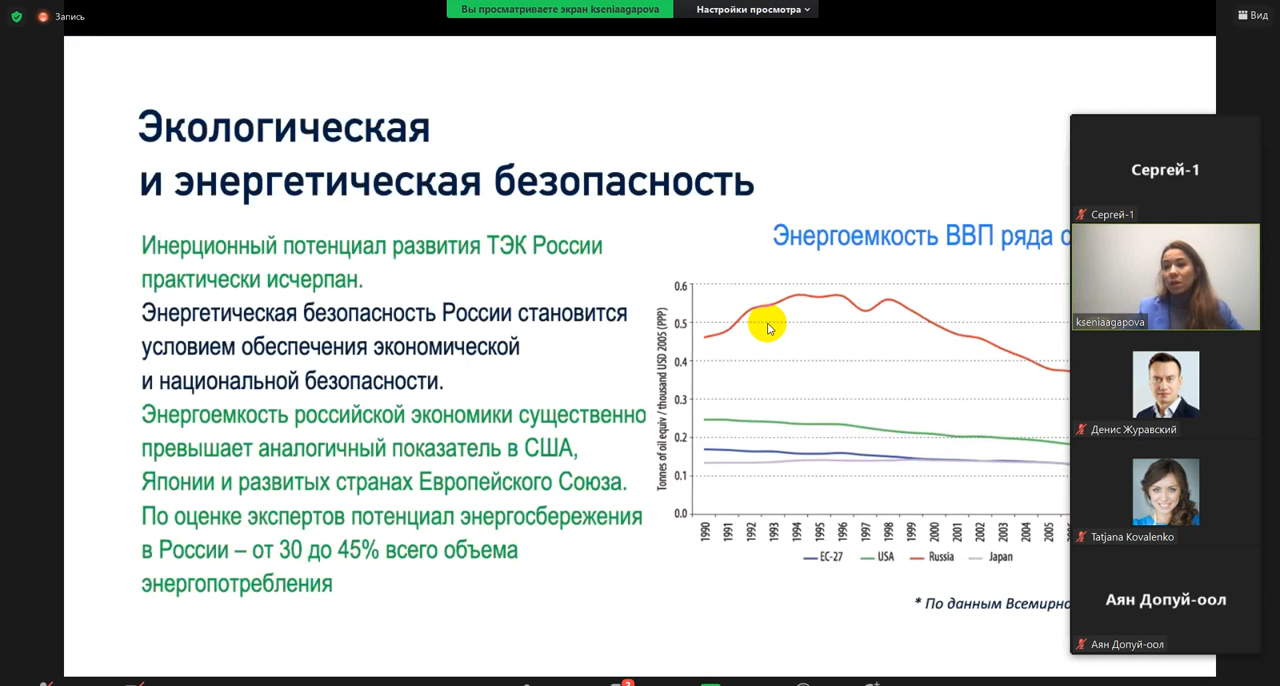 Запись
Вы просматриваете экран kseniaagapova
Настройки просмотра
Вид
Экологическая
и энергетическая безопасность
Инерционный потенциал развития ТЭК России
практически исчерпан.
Энергетическая безопасность России становится
условием обеспечения экономической
и национальной безопасности.
Энергоемкость российской экономики существенно
превышает аналогичный показатель в США,
Японии и развитых странах Европейского Союза.
По оценке экспертов потенциал энергосбережения
в России – от 30 до 45% всего объема
энергопотребления
Энергоемкость ВВП ряда с
Tonnes of oil equiv / thousand USD 2005 (PPP)
0.6
0.5
0.4
0.3
0.2
0.1
0.0
1990 1991 1992 1993 1994 1995 1996 1997 1998 1999 2000 2001 2002 2003 2004 2005
EC-27 USA Russia Japan
* По данным Всемирно
Сергей-1
Сергей-1
kseniaagapova
Денис Журавский
Tatjana Kovalenko
Аян Допуй-оол
Аян Допуй-оол